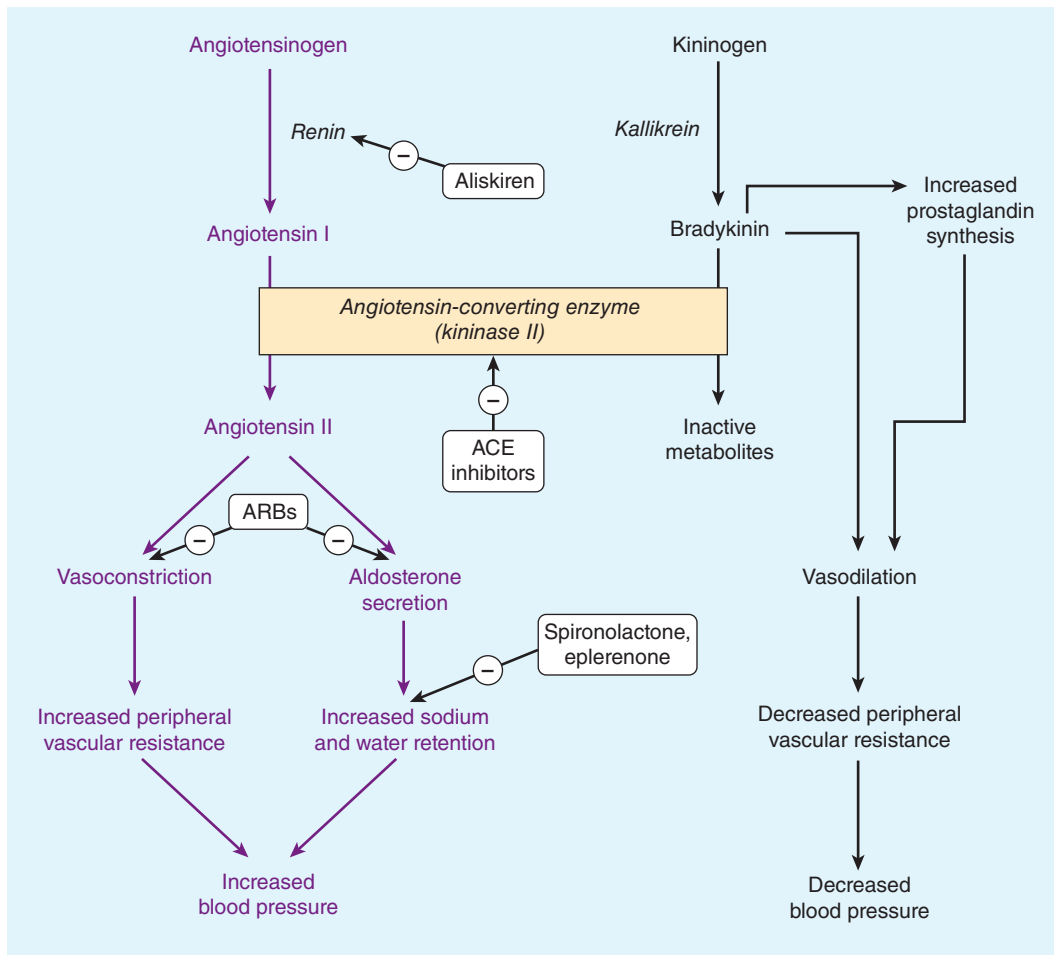 Angiotensinogen
Kininogen
Renin
Kallikrein
–
Aliskiren
Increased
prostaglandin
synthesis
Angiotensin I
Bradykinin
Angiotensin-converting enzyme
(kininase II)
–
Angiotensin II
ACE
inhibitors
Inactive
metabolites
ARBs
–
–
Vasoconstriction
Aldosterone
secretion
Vasodilation
Spironolactone,
eplerenone
–
Increased peripheral
vascular resistance
Increased sodium
and water retention
Decreased peripheral
vascular resistance
Increased
blood pressure
Decreased
blood pressure